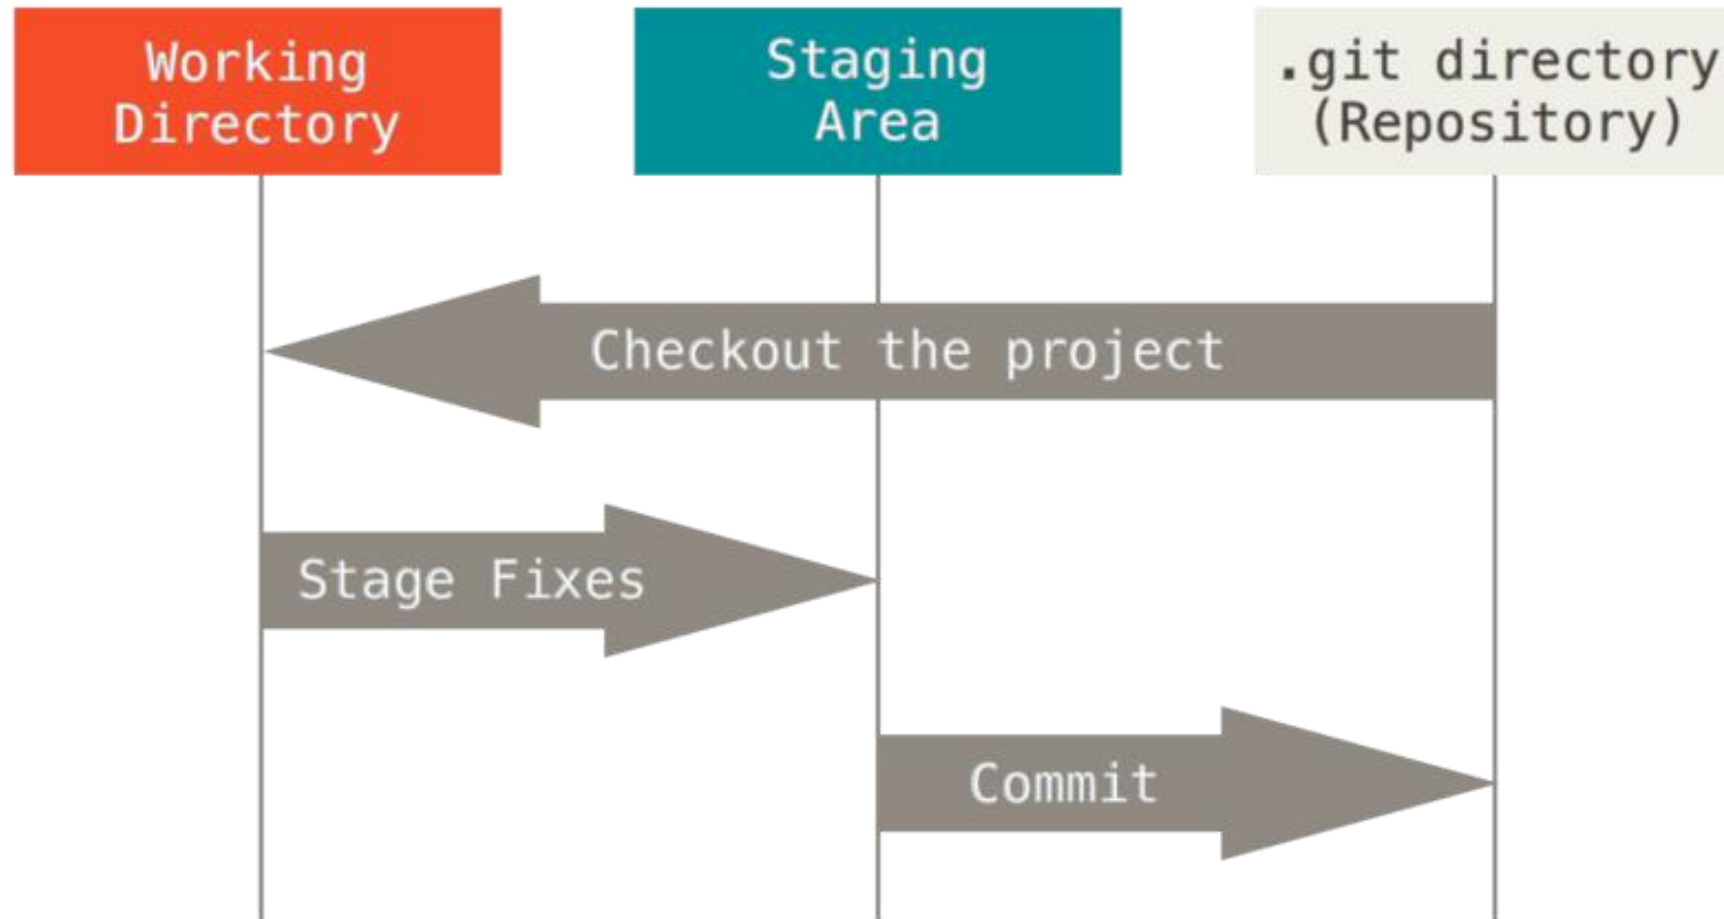 Working
Directory
Staging
Area
.git directory
(Repository)
Checkout the project
Stage Fixes
Commit